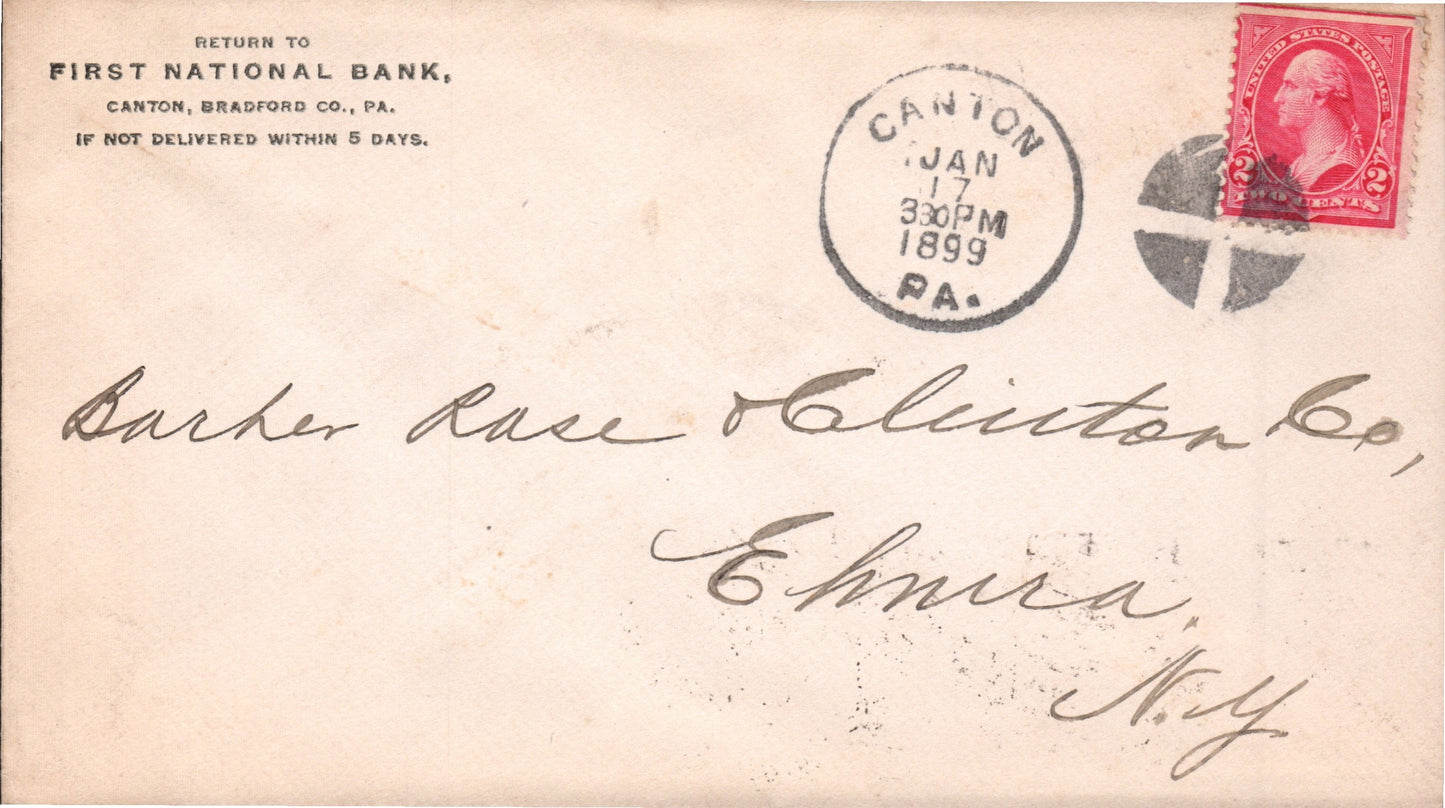 RETURN TO
FIRST NATIONAL BANK,
CANTON, BRADFORD CO., PA.
IF NOT DELIVERED WITHIN 5 DAYS.
CANTON
JAN
17
330PM
1899
PA.
UNITED STATES POSTAGE
2 2
TWO CENTS
Barker Rose & Clinton Co,
Elmira.
N.Y.